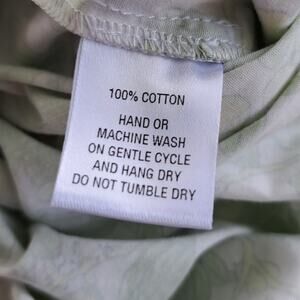 100% COTTON
HAND OR
MACHINE WASH
ON GENTLE CYCLE
AND HANG DRY
DO NOT TUMBLE DRY